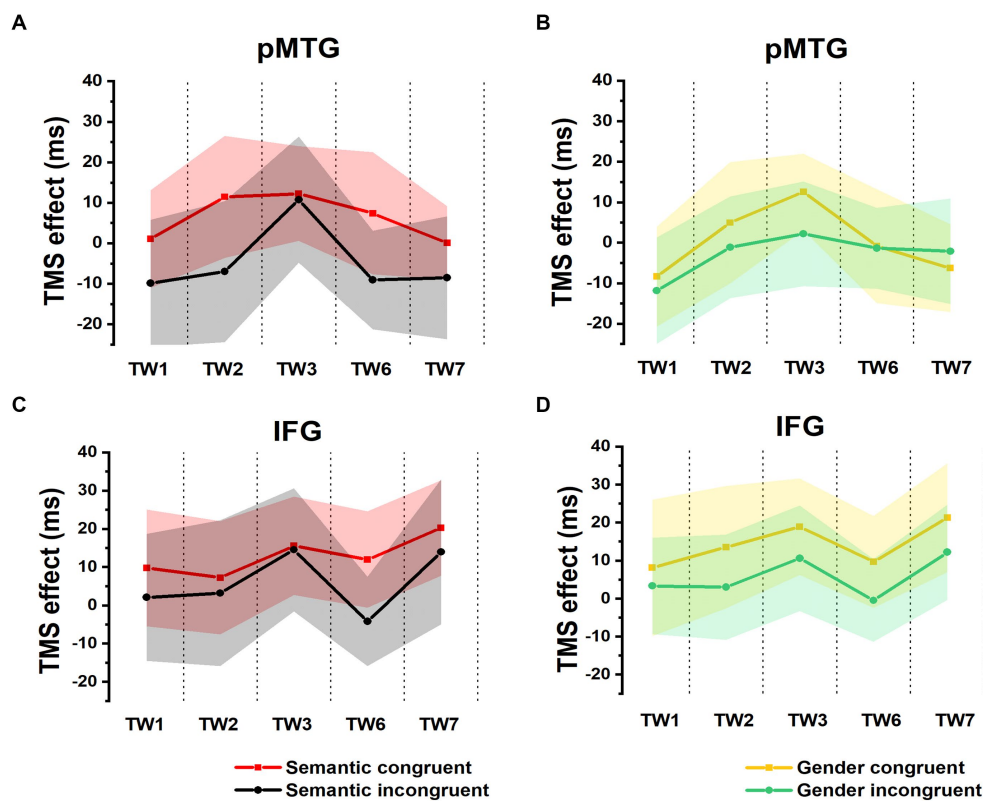 A
pMTG
TMS effect (ms)
40
30
20
10
0
-10
-20
TW1 TW2 TW3 TW6 TW7
B
pMTG
TMS effect (ms)
40
30
20
10
0
-10
-20
TW1 TW2 TW3 TW6 TW7
C
IFG
TMS effect (ms)
40
30
20
10
0
-10
-20
TW1 TW2 TW3 TW6 TW7
D
IFG
TMS effect (ms)
40
30
20
10
0
-10
-20
TW1 TW2 TW3 TW6 TW7
Semantic congruent
Semantic incongruent
Gender congruent
Gender incongruent